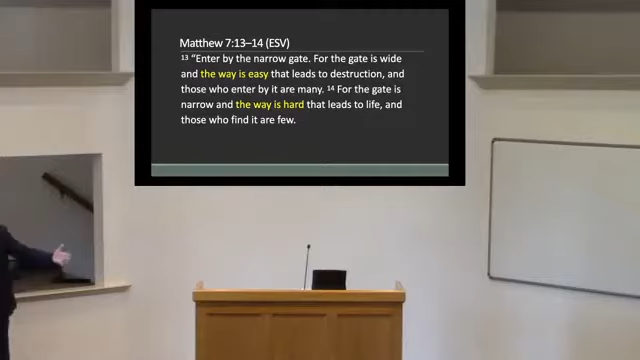 Matthew 7:13–14 (ESV)
13 “Enter by the narrow gate. For the gate is wide
and the way is easy that leads to destruction, and
those who enter by it are many. 14 For the gate is
narrow and the way is hard that leads to life, and
those who find it are few.